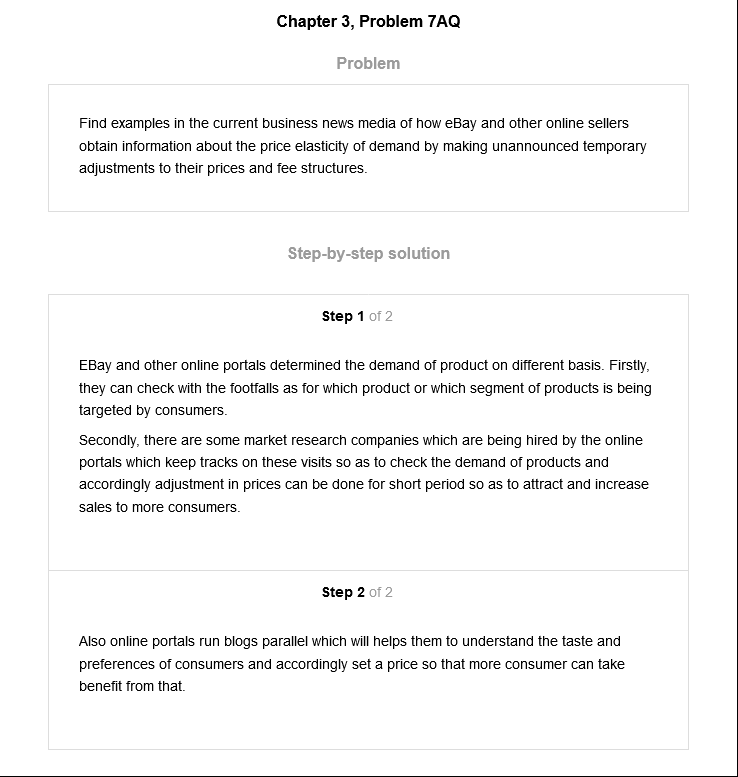 Chapter 3, Problem 7AQ
Problem
Find examples in the current business news media of how eBay and other online sellers
obtain information about the price elasticity of demand by making unannounced temporary
adjustments to their prices and fee structures.
Step-by-step solution
Step 1 of 2
EBay and other online portals determined the demand of product on different basis. Firstly,
they can check with the footfalls as for which product or which segment of products is being
targeted by consumers.
Secondly, there are some market research companies which are being hired by the online
portals which keep tracks on these visits so as to check the demand of products and
accordingly adjustment in prices can be done for short period so as to attract and increase
sales to more consumers.
Step 2 of 2
Also online portals run blogs parallel which will helps them to understand the taste and
preferences of consumers and accordingly set a price so that more consumer can take
benefit from that.